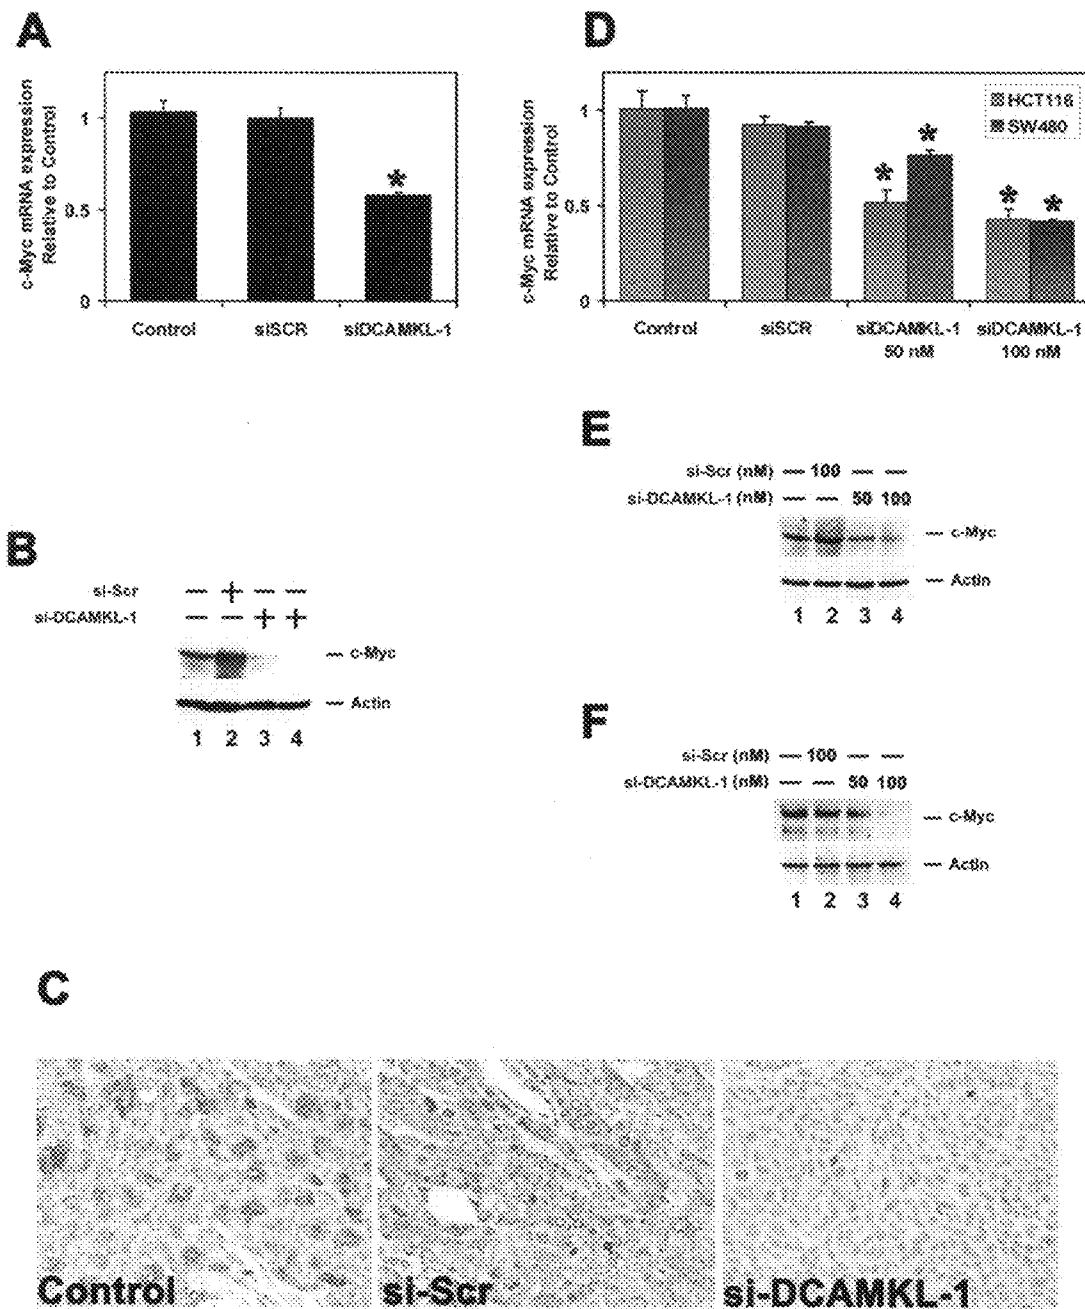 A
c-Myc mRNA expression
Relative to Control
1
0.5
0
Control siSCR siDCAMKL-1
*
D
c-Myc mRNA expression
Relative to Control
1
0.5
0
HCT116
SW480
* * * *
Control siSCR siDCAMKL-1 siDCAMKL-1
50 nM 100 nM
B
si-Scr — + — —
si-DCAMKL-1 — — + +
— c-Myc
— Actin
1 2 3 4
E
si-Scr (nM) — 100 — —
si-DCAMKL-1 (nM) — — 50 100
— c-Myc
— Actin
1 2 3 4
F
si-Scr (nM) — 100 — —
si-DCAMKL-1 (nM) — — 50 100
— c-Myc
— Actin
1 2 3 4
C
Control
si-Scr
si-DCAMKL-1